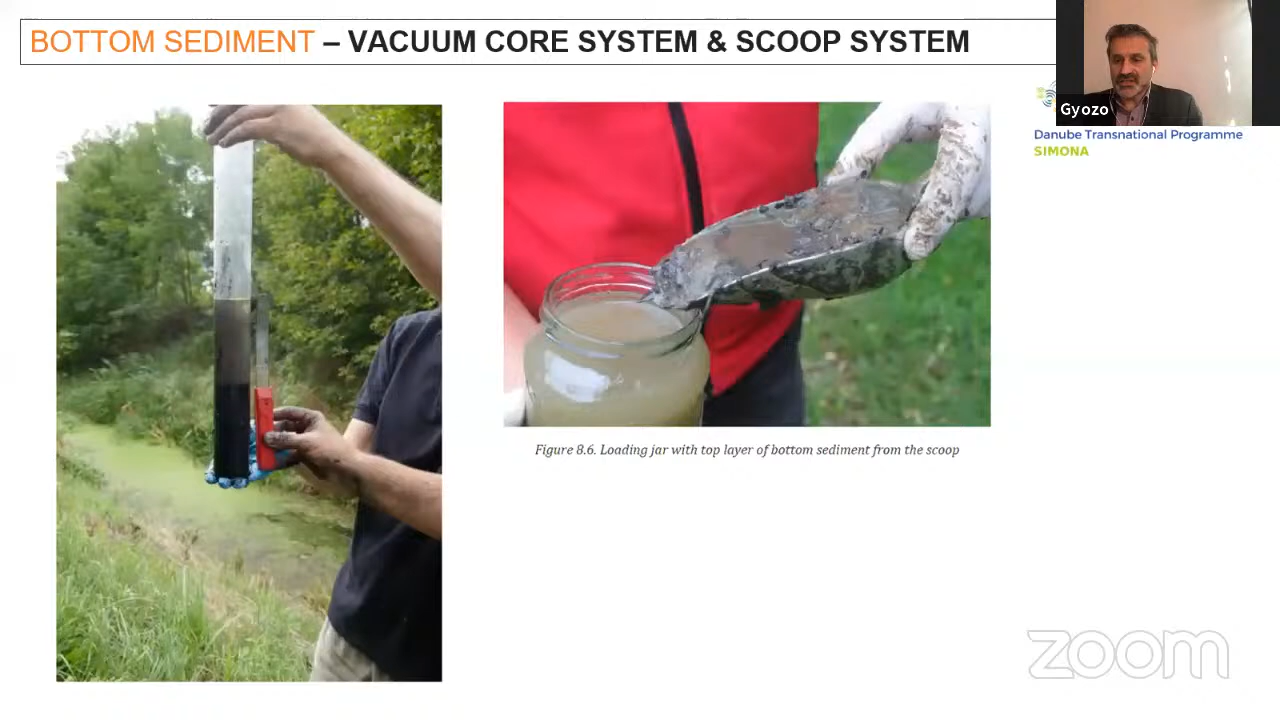 BOTTOM SEDIMENT – VACUUM CORE SYSTEM & SCOOP SYSTEM
Gyozo
Danube Transnational Programme
SIMONA
Figure 8.6. Loading jar with top layer of bottom sediment from the scoop
zoom